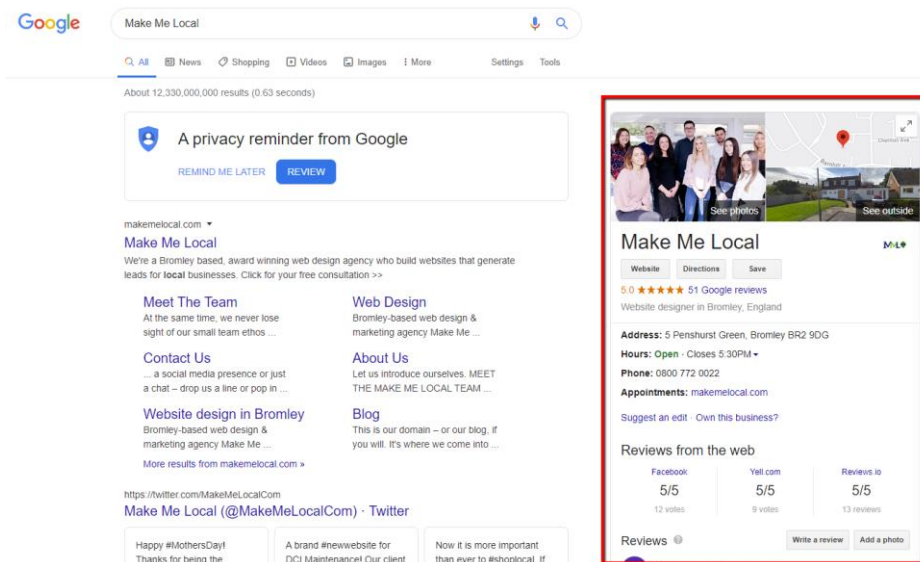 Google
Make Me Local
All News Shopping Videos Images More Settings Tools
About 12,330,000,000 results (0.63 seconds)
A privacy reminder from Google
REMIND ME LATER REVIEW
makemelocal.com
Make Me Local
We're a Bromley based, award winning web design agency who build websites that generate
leads for local businesses. Click for your free consultation >>
Meet The Team
At the same time, we never lose
sight of our small team ethos ...
Web Design
Bromley-based web design &
marketing agency Make Me ...
Contact Us
... a social media presence or just
a chat – drop us a line or pop in ...
About Us
Let us introduce ourselves. MEET
THE MAKE ME LOCAL TEAM ...
Website design in Bromley
Bromley-based web design &
marketing agency Make Me ...
Blog
This is our domain – or our blog, if
you will. It's where we come into ...
More results from makemelocal.com »
https://twitter.com/MakeMeLocalCom
Make Me Local (@MakeMeLocalCom) · Twitter
Happy #MothersDay!
Thanks for being the
A brand #newwebsite for
DCI Maintenance! Our client
Now it is more important
than ever to #shoplocal. If
See photos
See outside
Make Me Local
Website Directions Save
5.0 ★★★★★ 51 Google reviews
Website designer in Bromley, England
Address: 5 Penshurst Green, Bromley BR2 9DG
Hours: Open · Closes 5:30PM
Phone: 0800 772 0022
Appointments: makemelocal.com
Suggest an edit · Own this business?
Reviews from the web
Facebook Yell.com Reviews.io
5/5 5/5 5/5
12 votes 9 votes 13 reviews
Reviews Write a review Add a photo